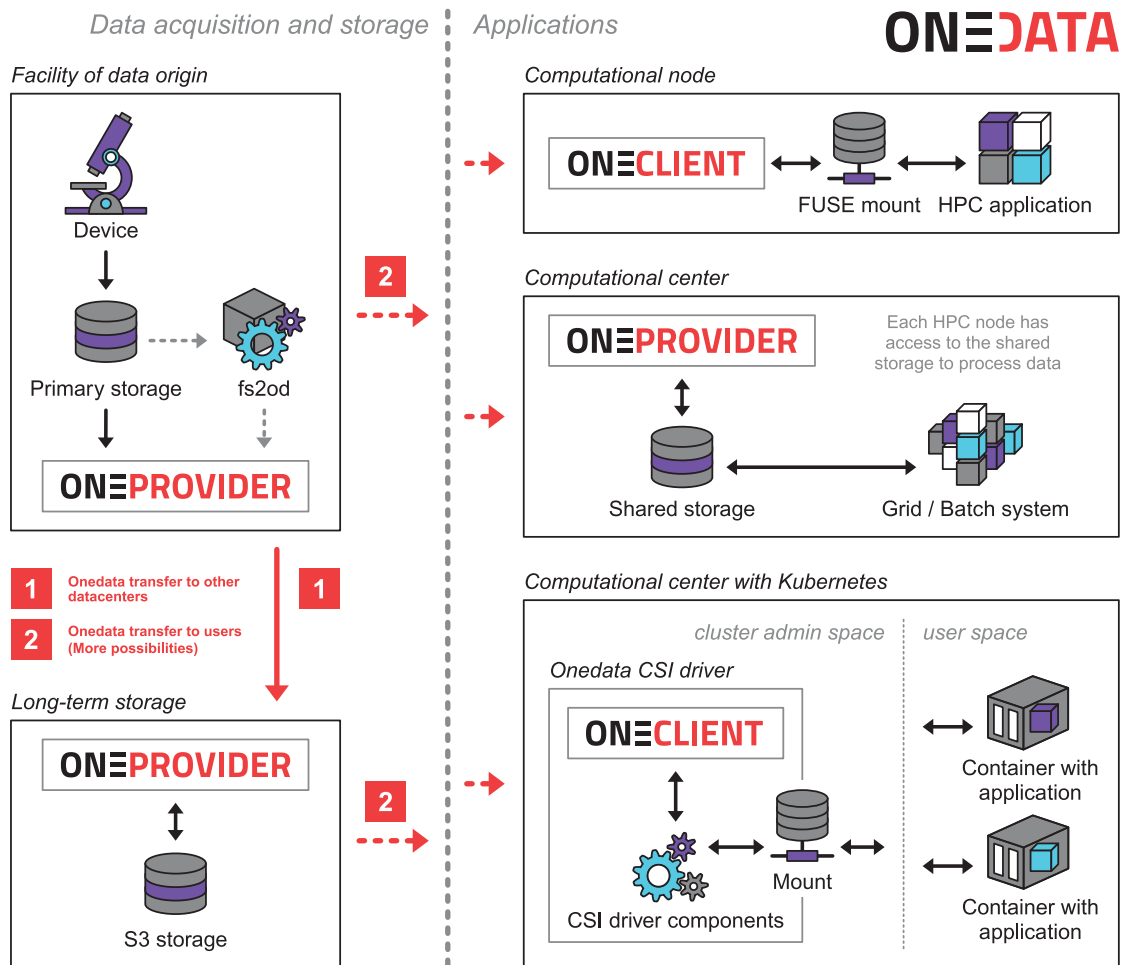 Data acquisition and storage
Applications
ONEDATA
Facility of data origin
Device
Primary storage
fs2od
ONEPROVIDER
1
Onedata transfer to other
datacenters
2
Onedata transfer to users
(More possibilities)
1
2
Long-term storage
ONEPROVIDER
S3 storage
2
Computational node
ONECLIENT
FUSE mount
HPC application
Computational center
ONEPROVIDER
Each HPC node has
access to the shared
storage to process data
Shared storage
Grid / Batch system
Computational center with Kubernetes
cluster admin space
user space
Onedata CSI driver
ONECLIENT
CSI driver components
Mount
Container with
application
Container with
application